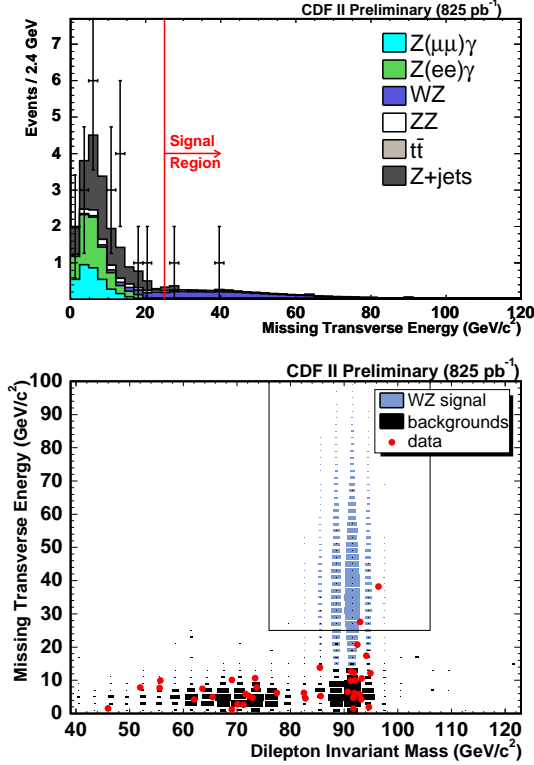 CDF II Preliminary (825 pb⁻¹)
Events / 2.4 GeV
7
6
5
4
3
2
1
Z(μμ)γ
Z(ee)γ
WZ
ZZ
tt̄
Z+jets
Signal
Region
0 20 40 60 80 100 120
Missing Transverse Energy (GeV/c²)
CDF II Preliminary (825 pb⁻¹)
Missing Transverse Energy (GeV/c²)
100
90
80
70
60
50
40
30
20
10
0
WZ signal
backgrounds
data
40 50 60 70 80 90 100 110 120
Dilepton Invariant Mass (GeV/c²)